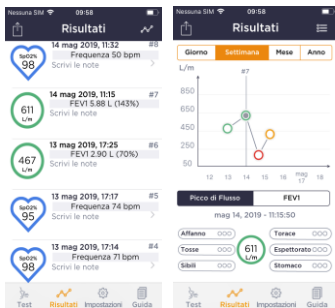 Nessuna SIM 09:58
Risultati
14 mag 2019, 11:32 #8
Frequenza 50 bpm
SpO2%
98
Scrivi le note
14 mag 2019, 11:15 #7
FEV1 5.88 L (143%)
611
L/m
Scrivi le note
13 mag 2019, 17:25 #6
FEV1 2.90 L (70%)
467
L/m
Scrivi le note
13 mag 2019, 17:17 #5
Frequenza 74 bpm
SpO2%
95
Scrivi le note
13 mag 2019, 17:14 #4
Frequenza 71 bpm
SpO2%
98
Scrivi le note
Test Risultati Impostazioni Guida
Nessuna SIM 09:58
Risultati
Giorno Settimana Mese Anno
L/m
#7
850
650
450
250
50
12 13 14 15 16 mag 17 18
Picco di Flusso FEV1
mag 14, 2019 - 11:15:50
Affanno Torace
Tosse 611 L/m Espettorato
Sibili Stomaco
Test Risultati Impostazioni Guida